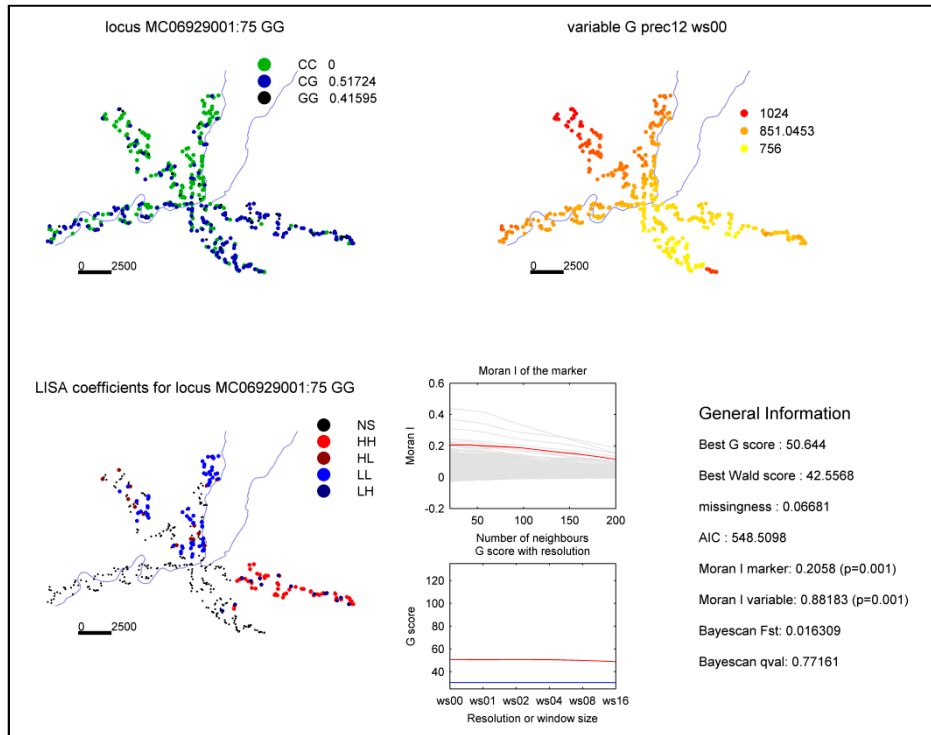 locus MC06929001:75 GG
CC 0
CG 0.51724
GG 0.41595
0 2500
variable G prec12 ws00
1024
851.0453
756
0 2500
LISA coefficients for locus MC06929001:75 GG
NS
HH
HL
LL
LH
0 2500
Moran I of the marker
0.6
0.4
0.2
0
-0.2
Moran I
50 100 150 200
Number of neighbours
G score with resolution
120
100
80
60
40
G score
ws00 ws01 ws02 ws04 ws08 ws16
Resolution or window size
General Information
Best G score : 50.644
Best Wald score : 42.5568
missingness : 0.06681
AIC : 548.5098
Moran I marker: 0.2058 (p=0.001)
Moran I variable: 0.88183 (p=0.001)
Bayescan Fst: 0.016309
Bayescan qval: 0.77161